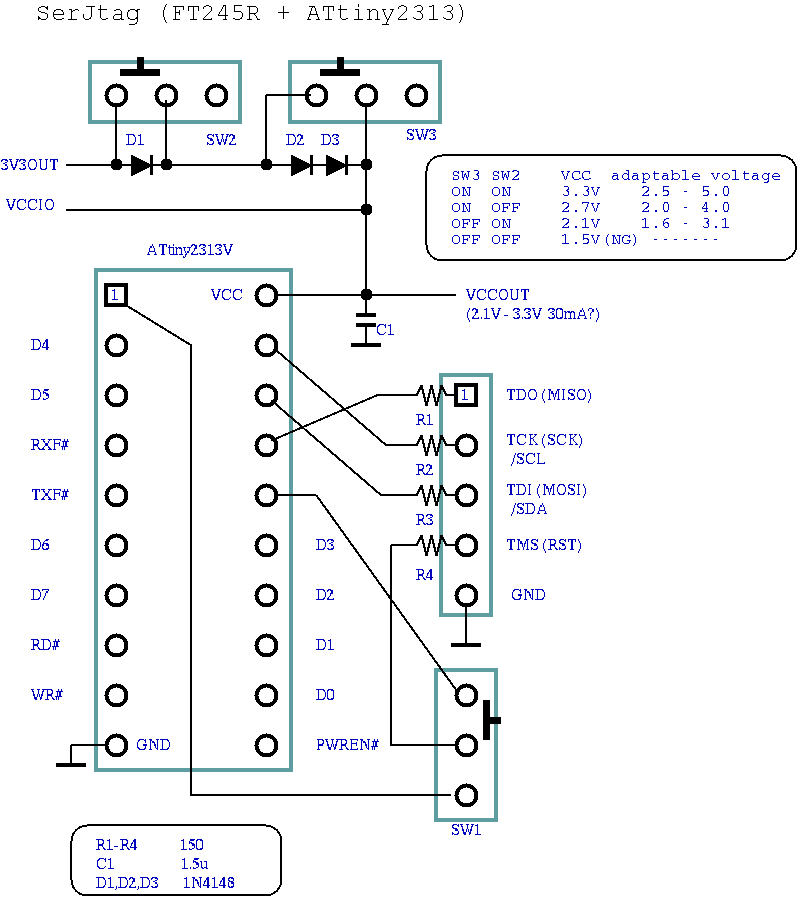 SerJtag (FT245R + ATtiny2313)
D1 SW2 D2 D3 SW3
3V3OUT
VCCIO
SW3 SW2 VCC adaptable voltage
ON ON 3.3V 2.5 - 5.0
ON OFF 2.7V 2.0 - 4.0
OFF ON 2.1V 1.6 - 3.1
OFF OFF 1.5V(NG) -------
ATtiny2313V
1 VCC VCCOUT
(2.1V - 3.3V 30mA?)
C1
D4
D5 1 TDO (MISO)
R1
RXF# TCK (SCK)
/SCL
R2
TXF# TDI (MOSI)
/SDA
R3
D6 D3 TMS (RST)
R4
D7 D2 GND
RD# D1
WR# D0
GND PWREN#
SW1
R1-R4 150
C1 1.5u
D1,D2,D3 1N4148